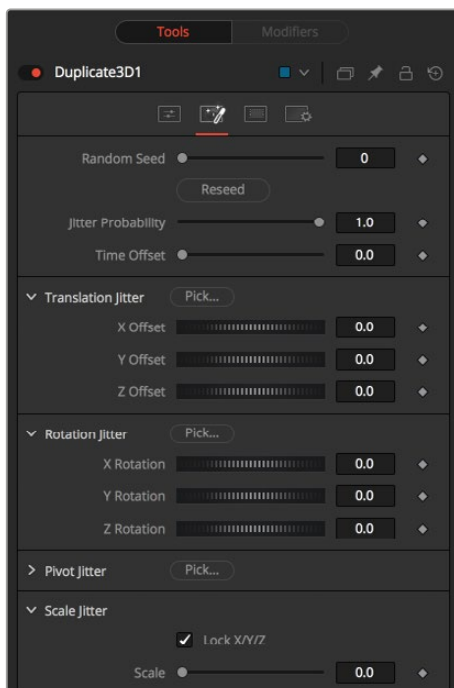 Tools Modifiers
Duplicate3D1
Random Seed 0
Reseed
Jitter Probability 1.0
Time Offset 0.0
Translation Jitter Pick...
X Offset 0.0
Y Offset 0.0
Z Offset 0.0
Rotation Jitter Pick...
X Rotation 0.0
Y Rotation 0.0
Z Rotation 0.0
Pivot Jitter Pick...
Scale Jitter
Lock X/Y/Z
Scale 0.0